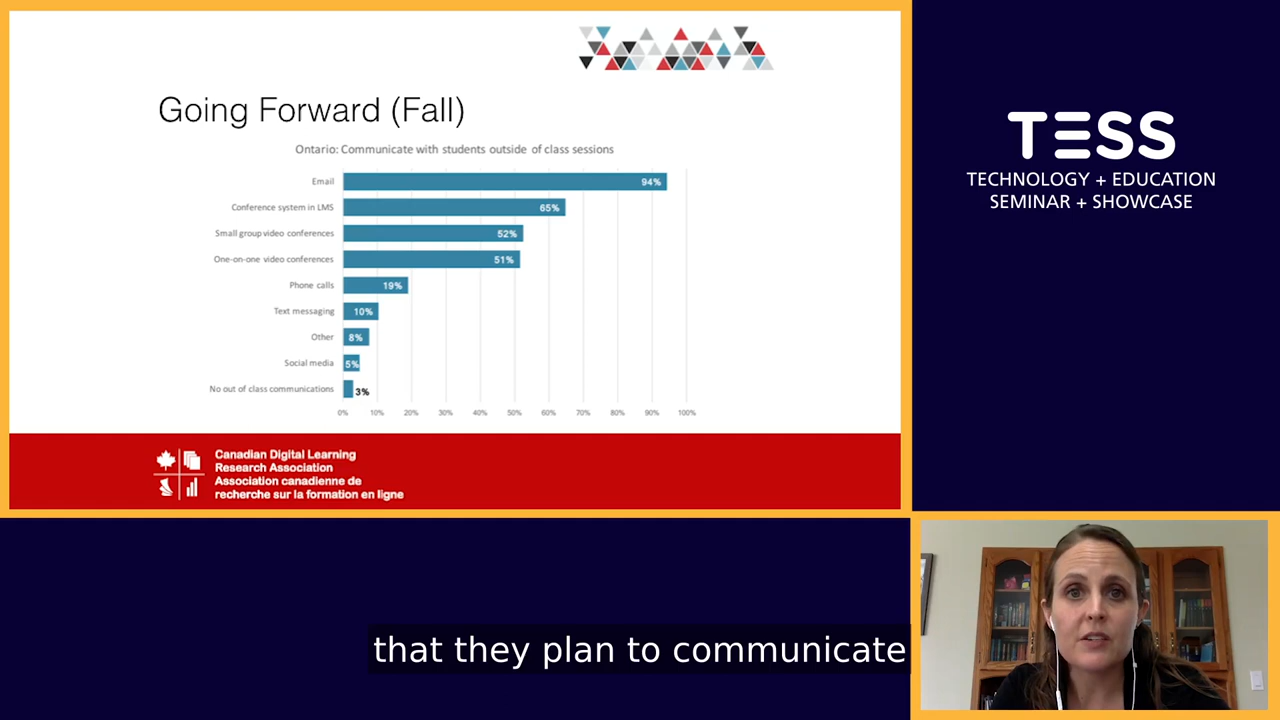 Going Forward (Fall)
Ontario: Communicate with students outside of class sessions
Email 94%
Conference system in LMS 65%
Small group video conferences 52%
One-on-one video conferences 51%
Phone calls 19%
Text messaging 10%
Other 8%
Social media 5%
No out of class communications 3%
0% 10% 20% 30% 40% 50% 60% 70% 80% 90% 100%
Canadian Digital Learning
Research Association
Association canadienne de
recherche sur la formation en ligne
TESS
TECHNOLOGY + EDUCATION
SEMINAR + SHOWCASE
that they plan to communicate